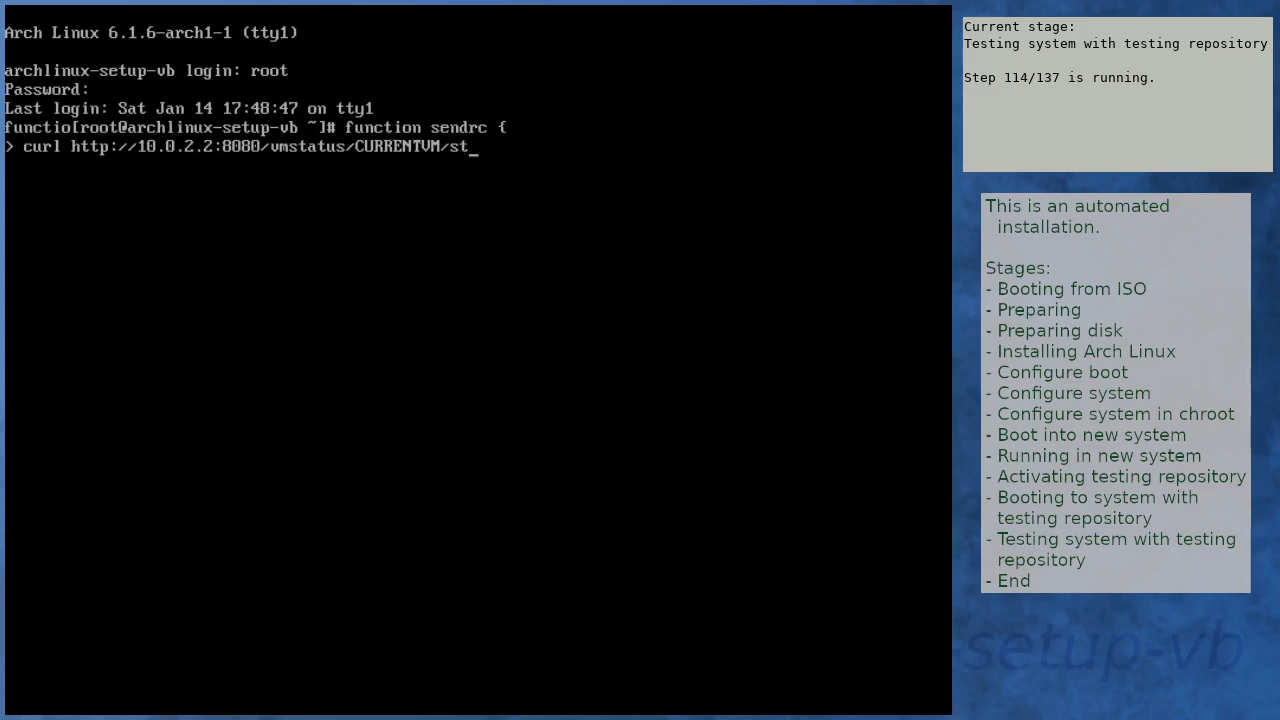 Arch Linux 6.1.6-arch1-1 (tty1)
archlinux-setup-vb login: root
Password:
Last login: Sat Jan 14 17:48:47 on tty1
functio[root@archlinux-setup-vb ~]# function sendrc {
> curl http://10.0.2.2:8080/vmstatus/CURRENTVM/st_
Current stage:
Testing system with testing repository
Step 114/137 is running.
This is an automated
installation.
Stages:
- Booting from ISO
- Preparing
- Preparing disk
- Installing Arch Linux
- Configure boot
- Configure system
- Configure system in chroot
- Boot into new system
- Running in new system
- Activating testing repository
- Booting to system with
testing repository
- Testing system with testing
repository
- End
setup-vb